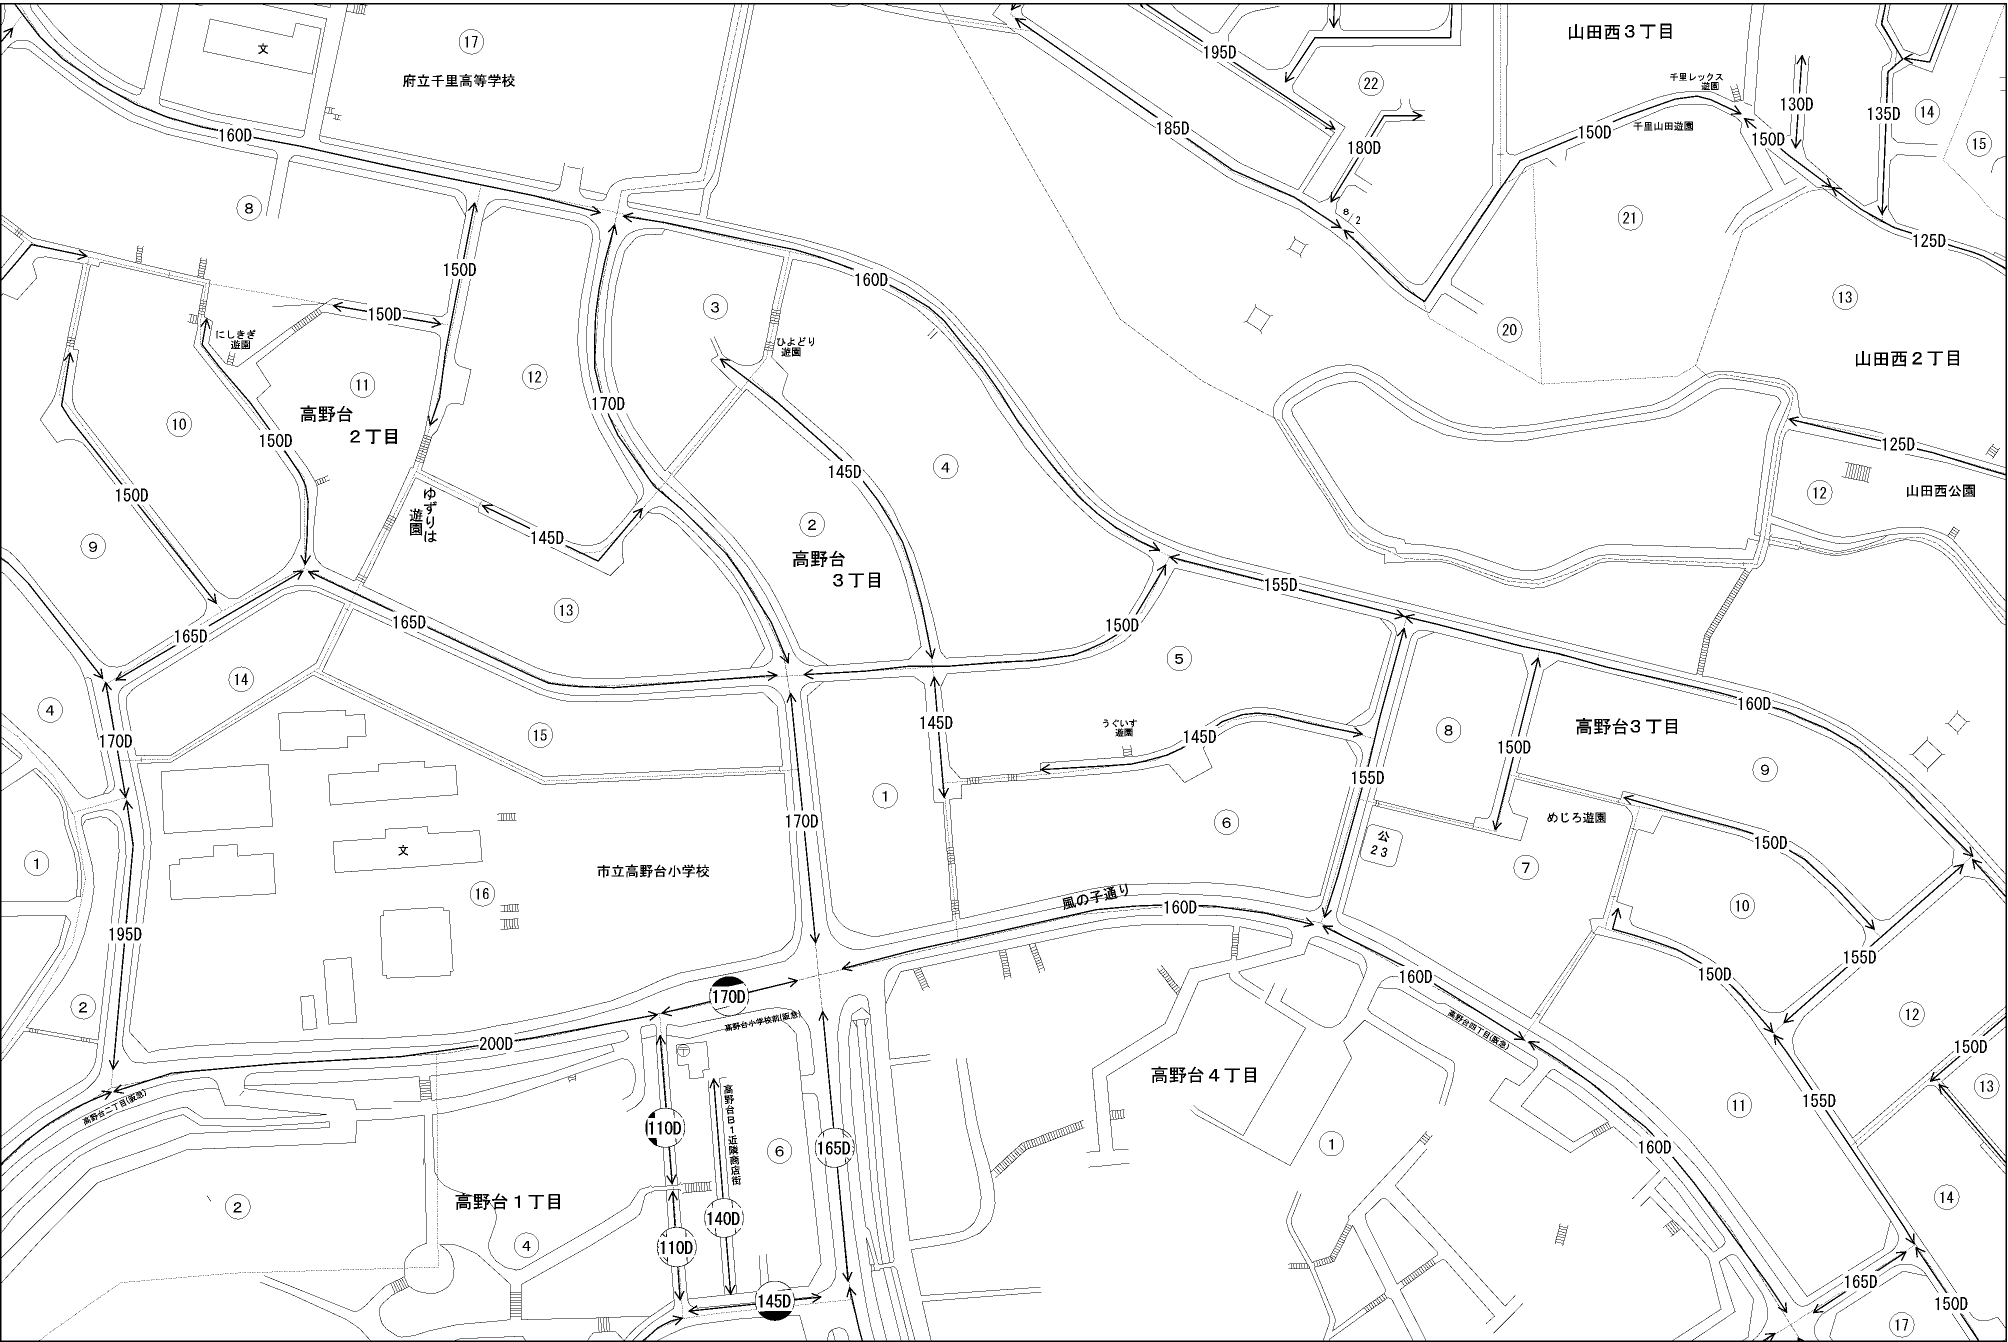 17
文
府立千里高等学校
195D
22
山田西３丁目
千里レックス
遊園
130D
135D
14
15
160D
185D
180D
150D
千里山田遊園
150D
8
8/2
21
125D
150D
160D
3
20
13
150D
にしきぎ
遊園
ひよどり
遊園
山田西２丁目
12
11
170D
10
高野台
２丁目
150D
145D
4
125D
150D
ゆずりは
遊園
12
山田西公園
9
2
145D
高野台
３丁目
155D
13
165D
165D
150D
5
14
4
170D
15
145D
うぐいす
遊園
145D
8
150D
高野台３丁目
160D
155D
9
1
170D
6
めじろ遊園
公
23
150D
文
1
市立高野台小学校
7
16
風の子通り
160D
10
195D
155D
2
170D
160D
150D
高野台小学校前(阪急)
高野台四丁目(阪急)
12
200D
150D
高野台４丁目
13
高野台二丁目(阪急)
高野台Ｂ１近隣商店街
11
155D
110D
165D
6
1
160D
高野台１丁目
2
140D
14
4
110D
165D
145D
150D
17